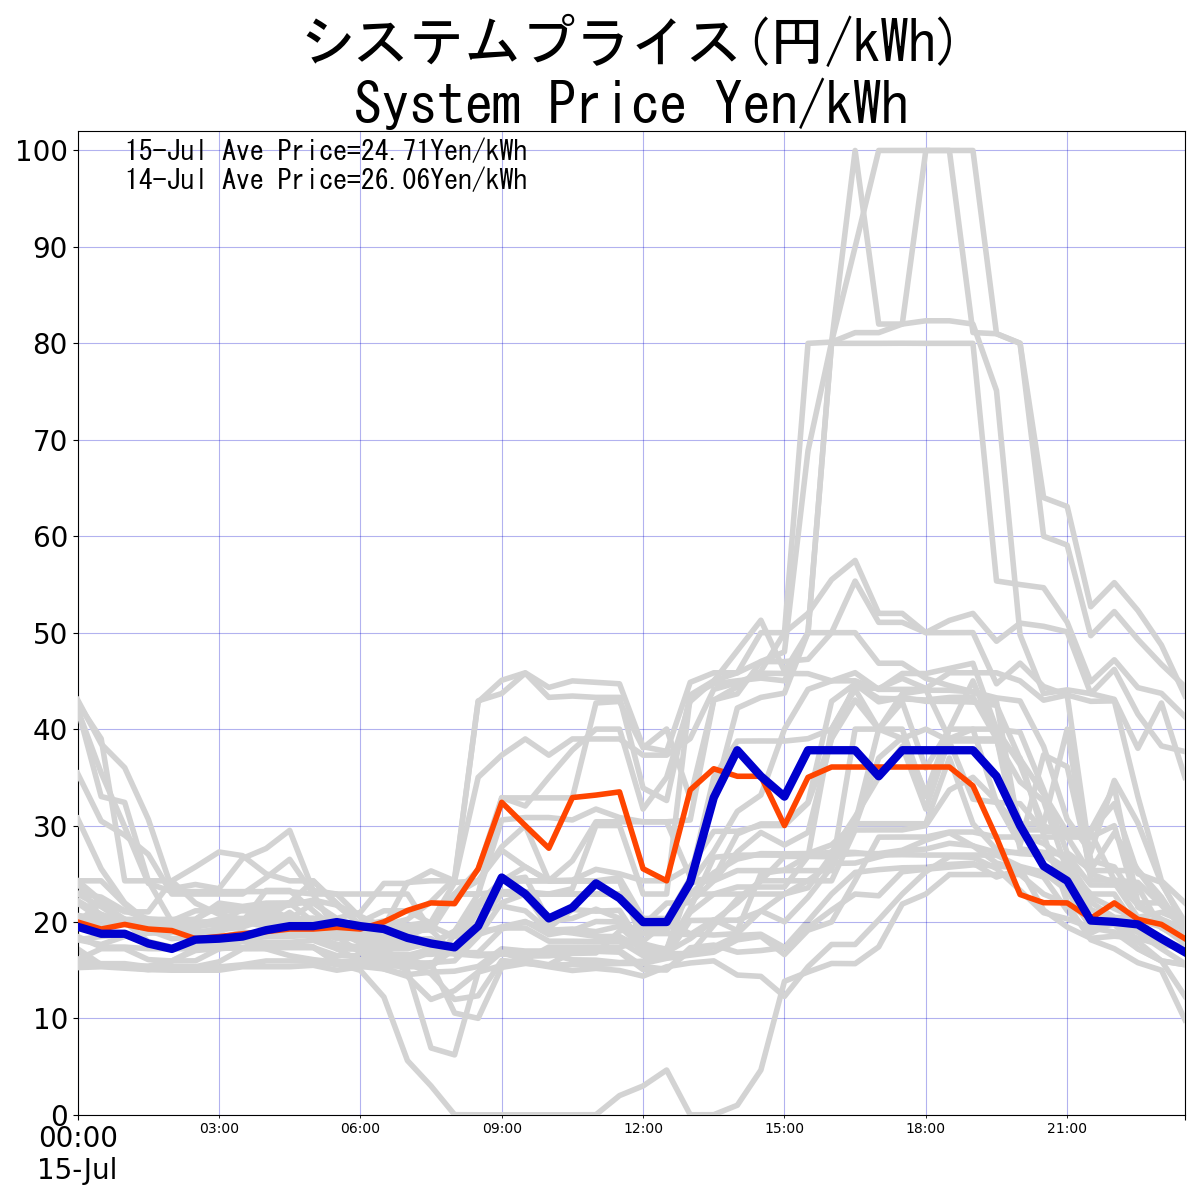 システムプライス(円/kWh)
System Price Yen/kWh
15-Jul Ave Price=24.71Yen/kWh
14-Jul Ave Price=26.06Yen/kWh
100
90
80
70
60
50
40
30
20
10
0
00:00 03:00 06:00 09:00 12:00 15:00 18:00 21:00
15-Jul